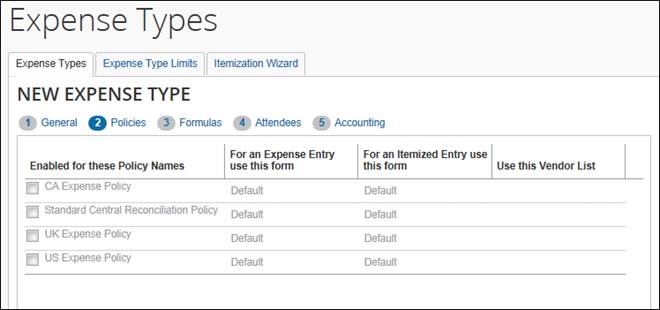 Expense Types
Expense Types Expense Type Limits Itemization Wizard
NEW EXPENSE TYPE
1 General 2 Policies 3 Formulas 4 Attendees 5 Accounting
Enabled for these Policy Names For an Expense Entry use this form For an Itemized Entry use this form Use this Vendor List
CA Expense Policy Default Default
Standard Central Reconciliation Policy Default Default
UK Expense Policy Default Default
US Expense Policy Default Default